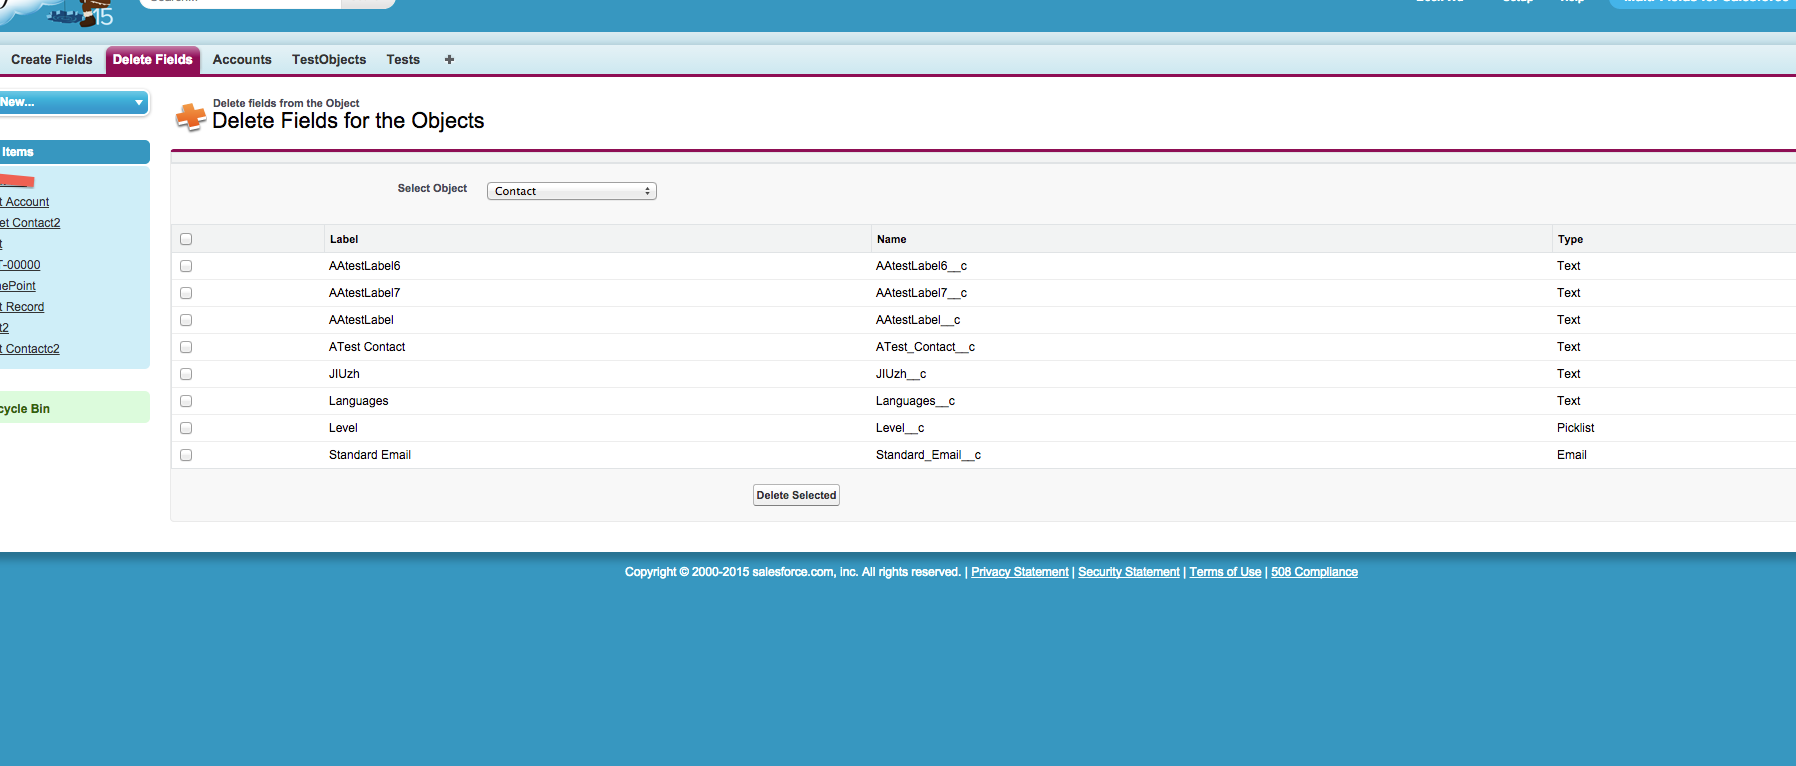 15
Create Fields Delete Fields Accounts TestObjects Tests +
New...
Delete fields from the Object
Delete Fields for the Objects
Items
Select Object Contact
t Account
et Contact2
t
T-00000
ePoint
t Record
t2
t Contactc2
cycle Bin
Label Name Type
AAtestLabel6 AAtestLabel6__c Text
AAtestLabel7 AAtestLabel7__c Text
AAtestLabel AAtestLabel__c Text
ATest Contact ATest_Contact__c Text
JIUzh JIUzh__c Text
Languages Languages__c Text
Level Level__c Picklist
Standard Email Standard_Email__c Email
Delete Selected
Copyright © 2000-2015 salesforce.com, inc. All rights reserved. | Privacy Statement | Security Statement | Terms of Use | 508 Compliance